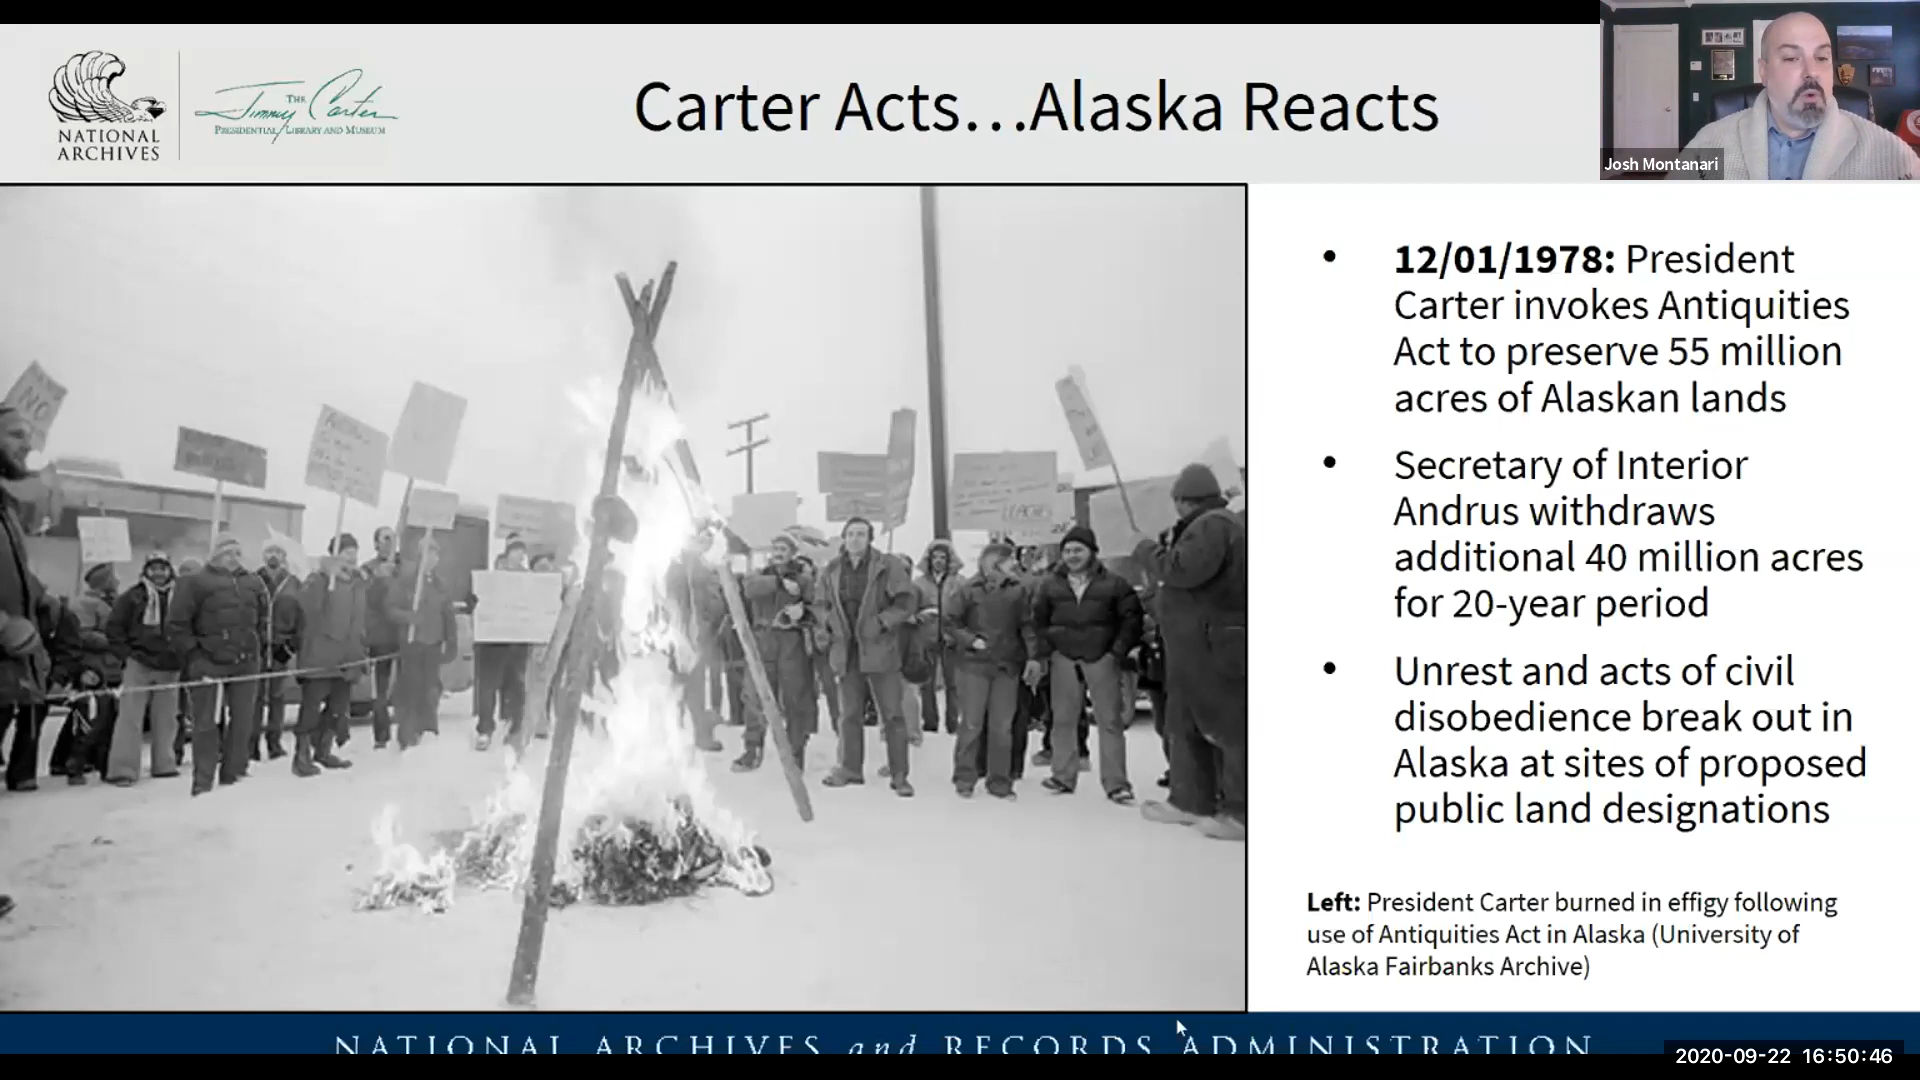 NATIONAL
ARCHIVES
THE
Jimmy Carter
PRESIDENTIAL LIBRARY AND MUSEUM
Carter Acts…Alaska Reacts
Josh Montanari
NO
• 12/01/1978: President
Carter invokes Antiquities
Act to preserve 55 million
acres of Alaskan lands
• Secretary of Interior
Andrus withdraws
additional 40 million acres
for 20-year period
• Unrest and acts of civil
disobedience break out in
Alaska at sites of proposed
public land designations
Left: President Carter burned in effigy following
use of Antiquities Act in Alaska (University of
Alaska Fairbanks Archive)
NATIONAL ARCHIVES and RECORDS ADMINISTRATION
2020-09-22 16:50:46